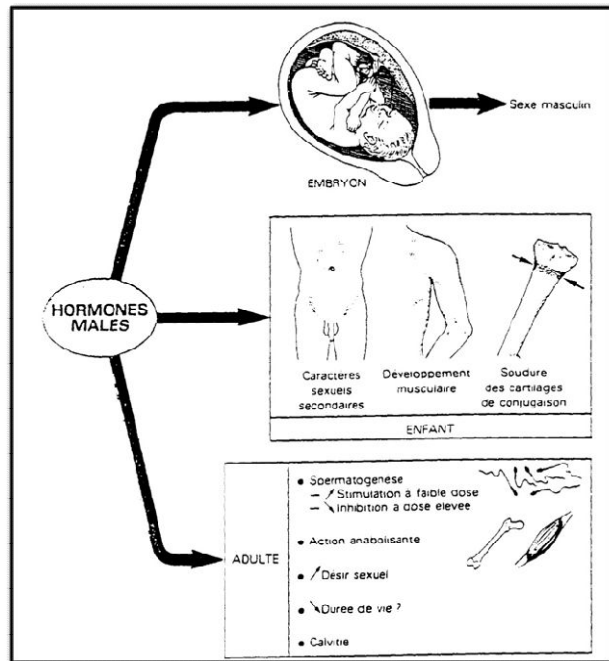 Sexe masculin
EMBRYON
HORMONES
MALES
Caractères
sexuels
secondaires
Développement
musculaire
Soudure
des cartilages
de conjugaison
ENFANT
ADULTE
• Spermatogenèse
– ↗ Stimulation à faible dose
– ↘ Inhibition à dose élevée
• Action anabolisante
• ↗ Désir sexuel
• ↘ Durée de vie ?
• Calvitie